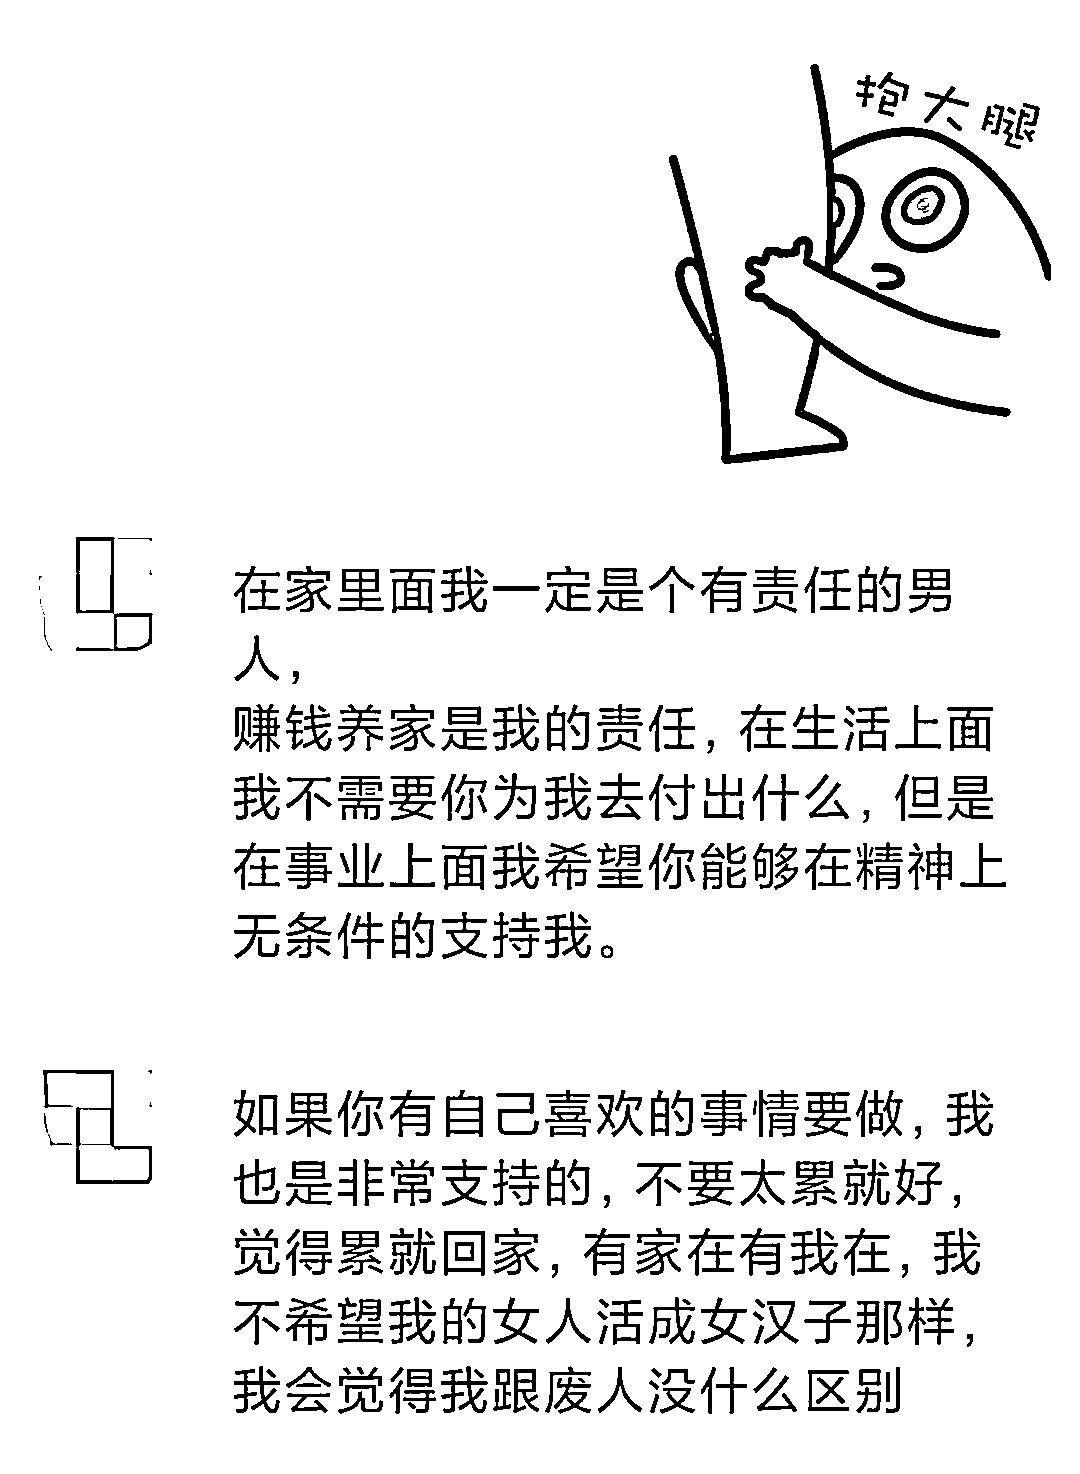 抱大腿
在家里面我一定是个有责任的男
人，
赚钱养家是我的责任，在生活上面
我不需要你为我去付出什么，但是
在事业上面我希望你能够在精神上
无条件的支持我。
如果你有自己喜欢的事情要做，我
也是非常支持的，不要太累就好，
觉得累就回家，有家在有我在，我
不希望我的女人活成女汉子那样，
我会觉得我跟废人没什么区别